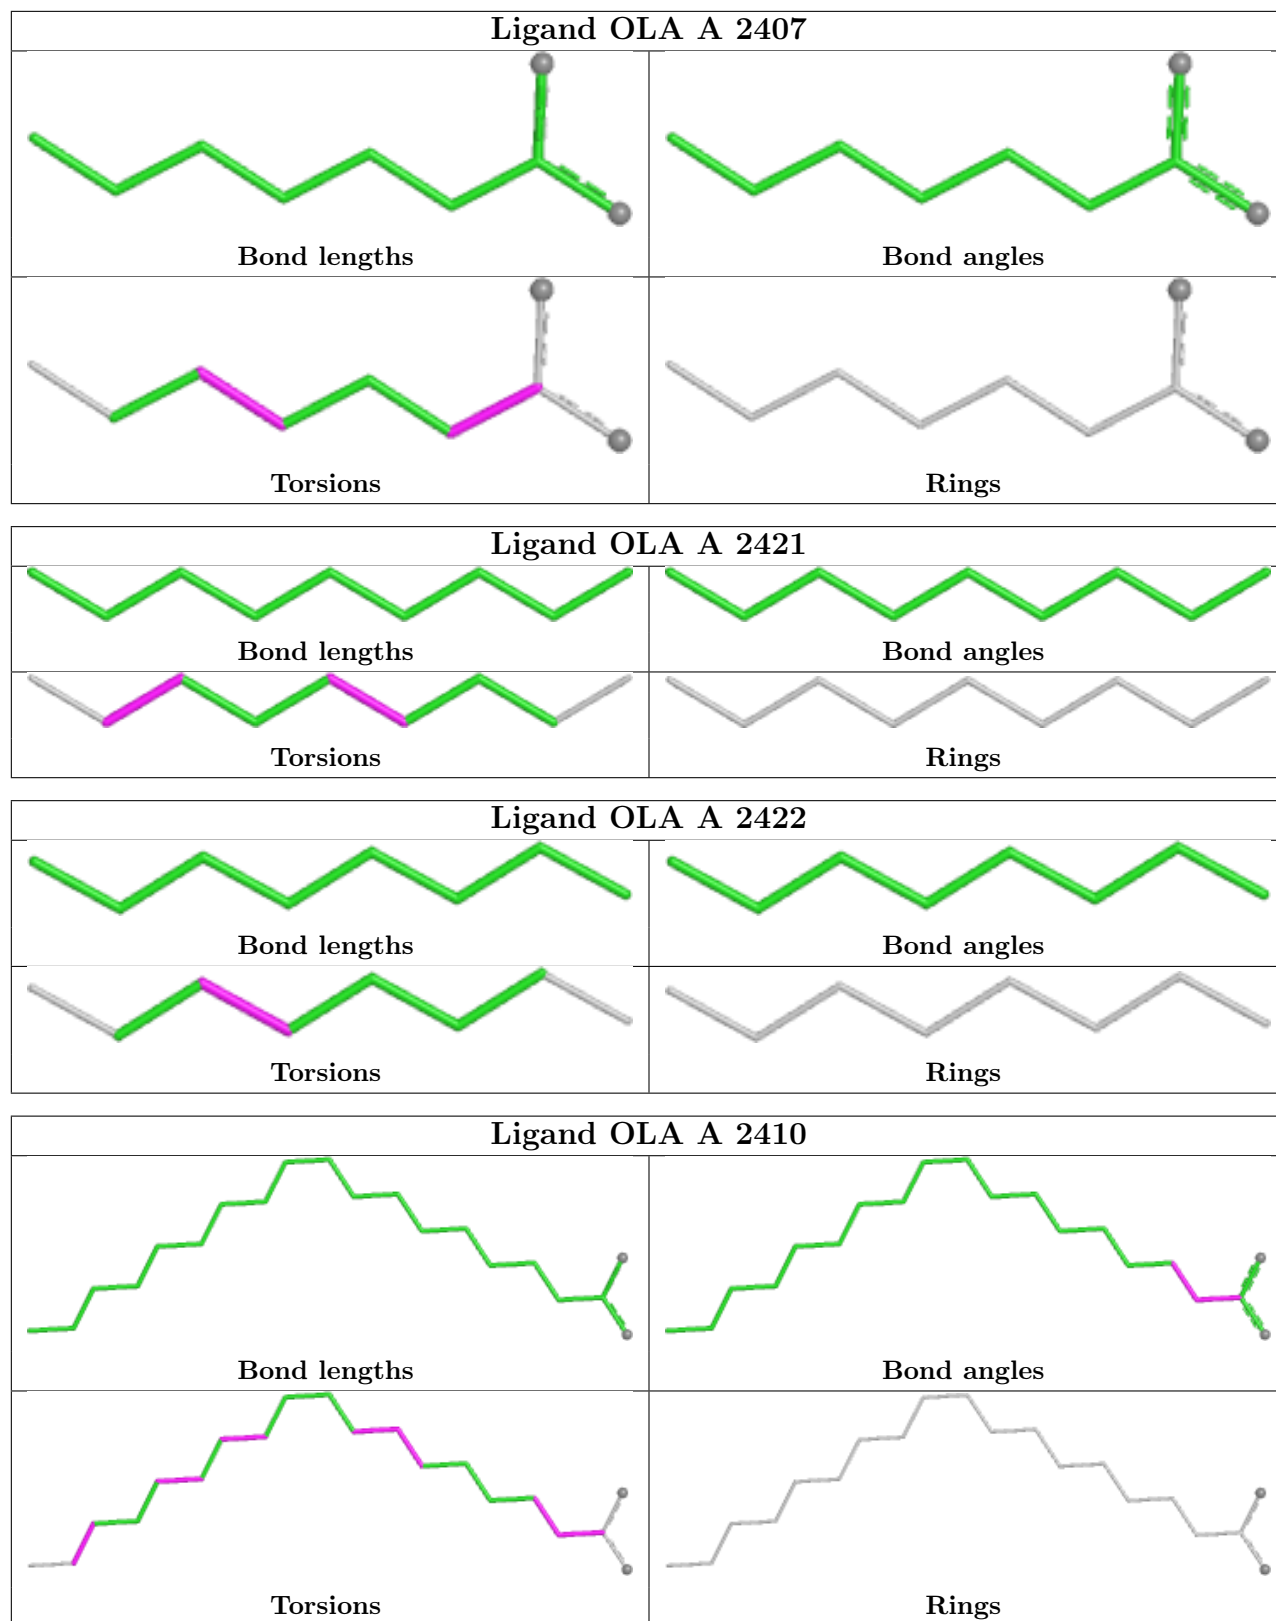 Ligand OLA A 2407
Bond lengths
Bond angles
Torsions
Rings
Ligand OLA A 2421
Bond lengths
Bond angles
Torsions
Rings
Ligand OLA A 2422
Bond lengths
Bond angles
Torsions
Rings
Ligand OLA A 2410
Bond lengths
Bond angles
Torsions
Rings